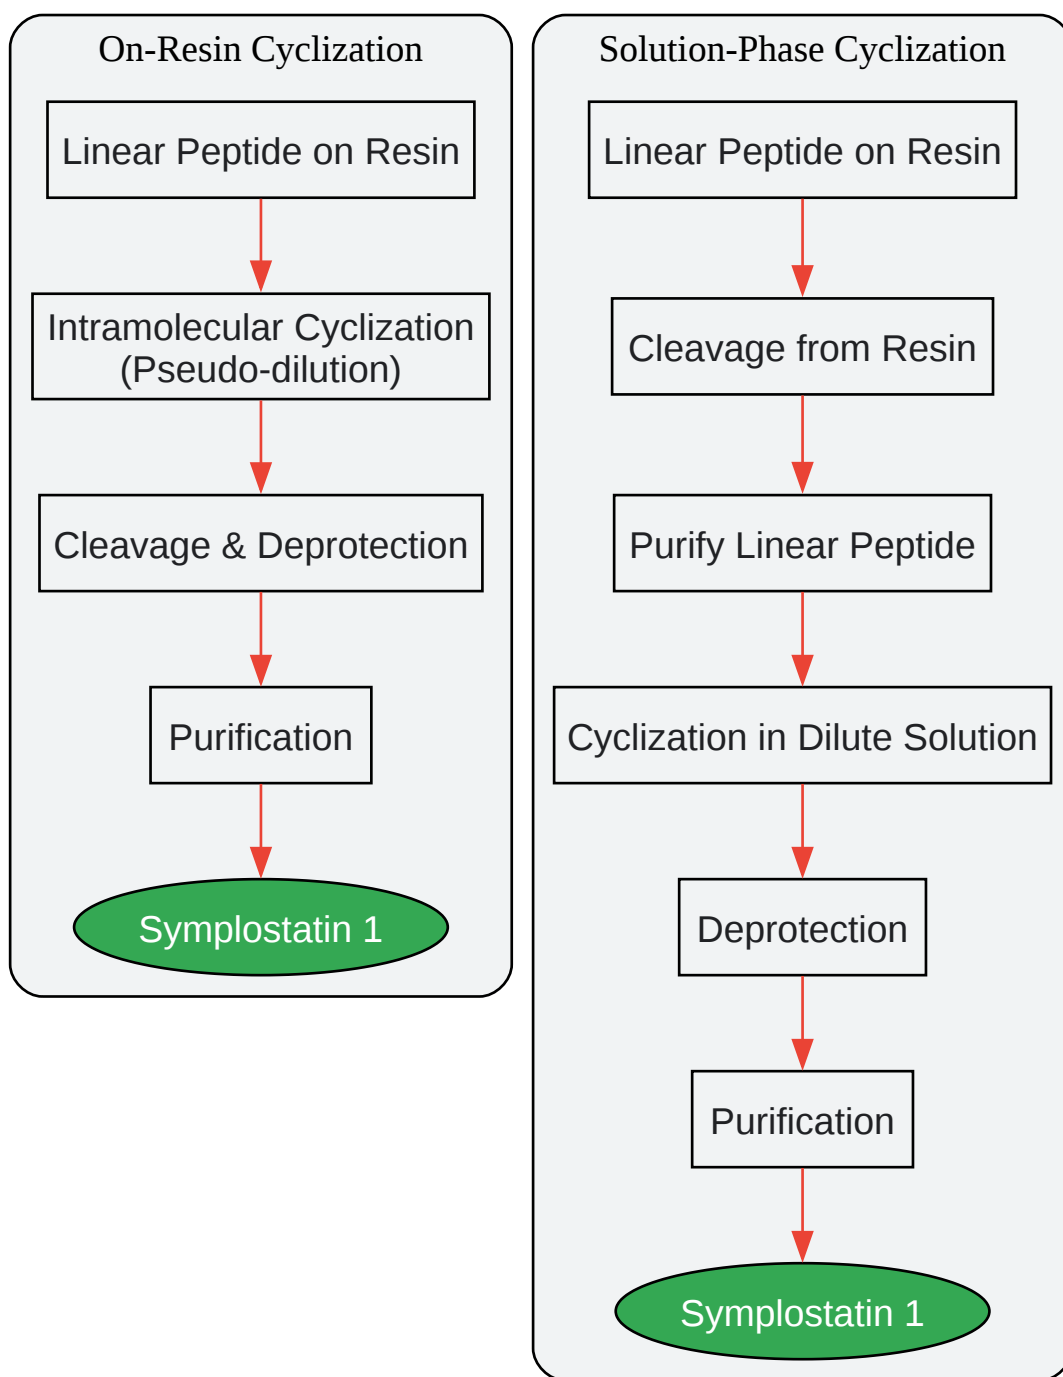 On-Resin Cyclization
Linear Peptide on Resin
Intramolecular Cyclization
(Pseudo-dilution)
Cleavage & Deprotection
Purification
Symplostatin 1
Solution-Phase Cyclization
Linear Peptide on Resin
Cleavage from Resin
Purify Linear Peptide
Cyclization in Dilute Solution
Deprotection
Purification
Symplostatin 1